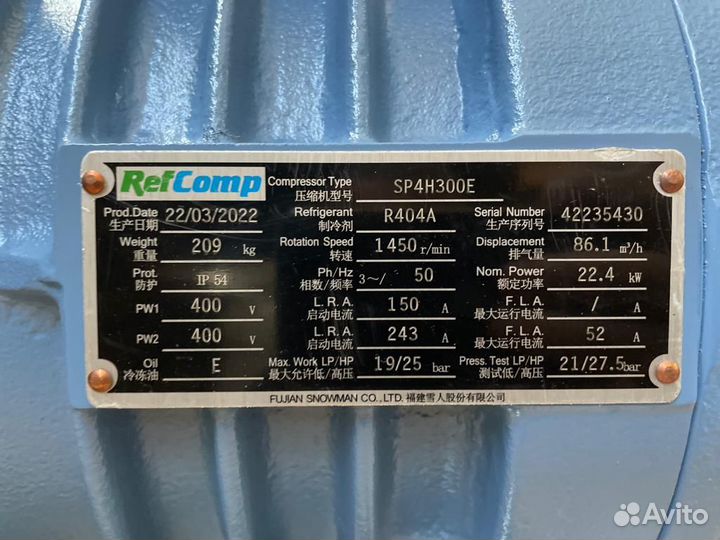 RefComp Compressor Type SP4H300E
压缩机型号
Prod.Date 22/03/2022 Refrigerant R404A Serial Number 42235430
生产日期 制冷剂 生产序列号
Weight 209 kg Rotation Speed 1450 r/min Displacement 86.1 m³/h
重量 转速 排气量
Prot. IP 54 Ph/Hz 3~/ 50 Nom. Power 22.4 kW
防护 相数/频率 额定功率
PW1 400 V L.R.A. 150 A F.L.A. / A
启动电流 最大运行电流
PW2 400 V L.R.A. 243 A F.L.A. 52 A
启动电流 最大运行电流
Oil E Max. Work LP/HP 19/25 bar Press. Test LP/HP 21/27.5 bar
冷冻油 最大允许低/高压 测试低/高压
FUJIAN SNOWMAN CO.,LTD. 福建雪人股份有限公司
Avito